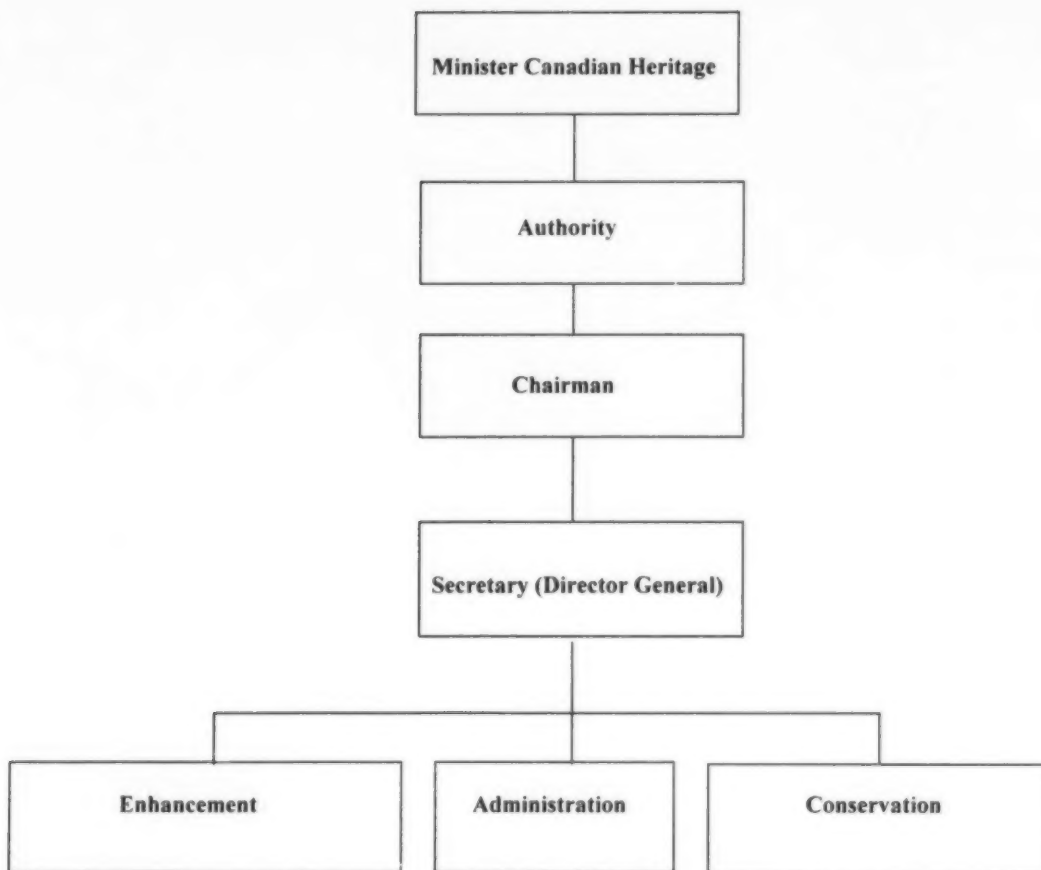 Minister Canadian Heritage
Authority
Chairman
Secretary (Director General)
Enhancement
Administration
Conservation